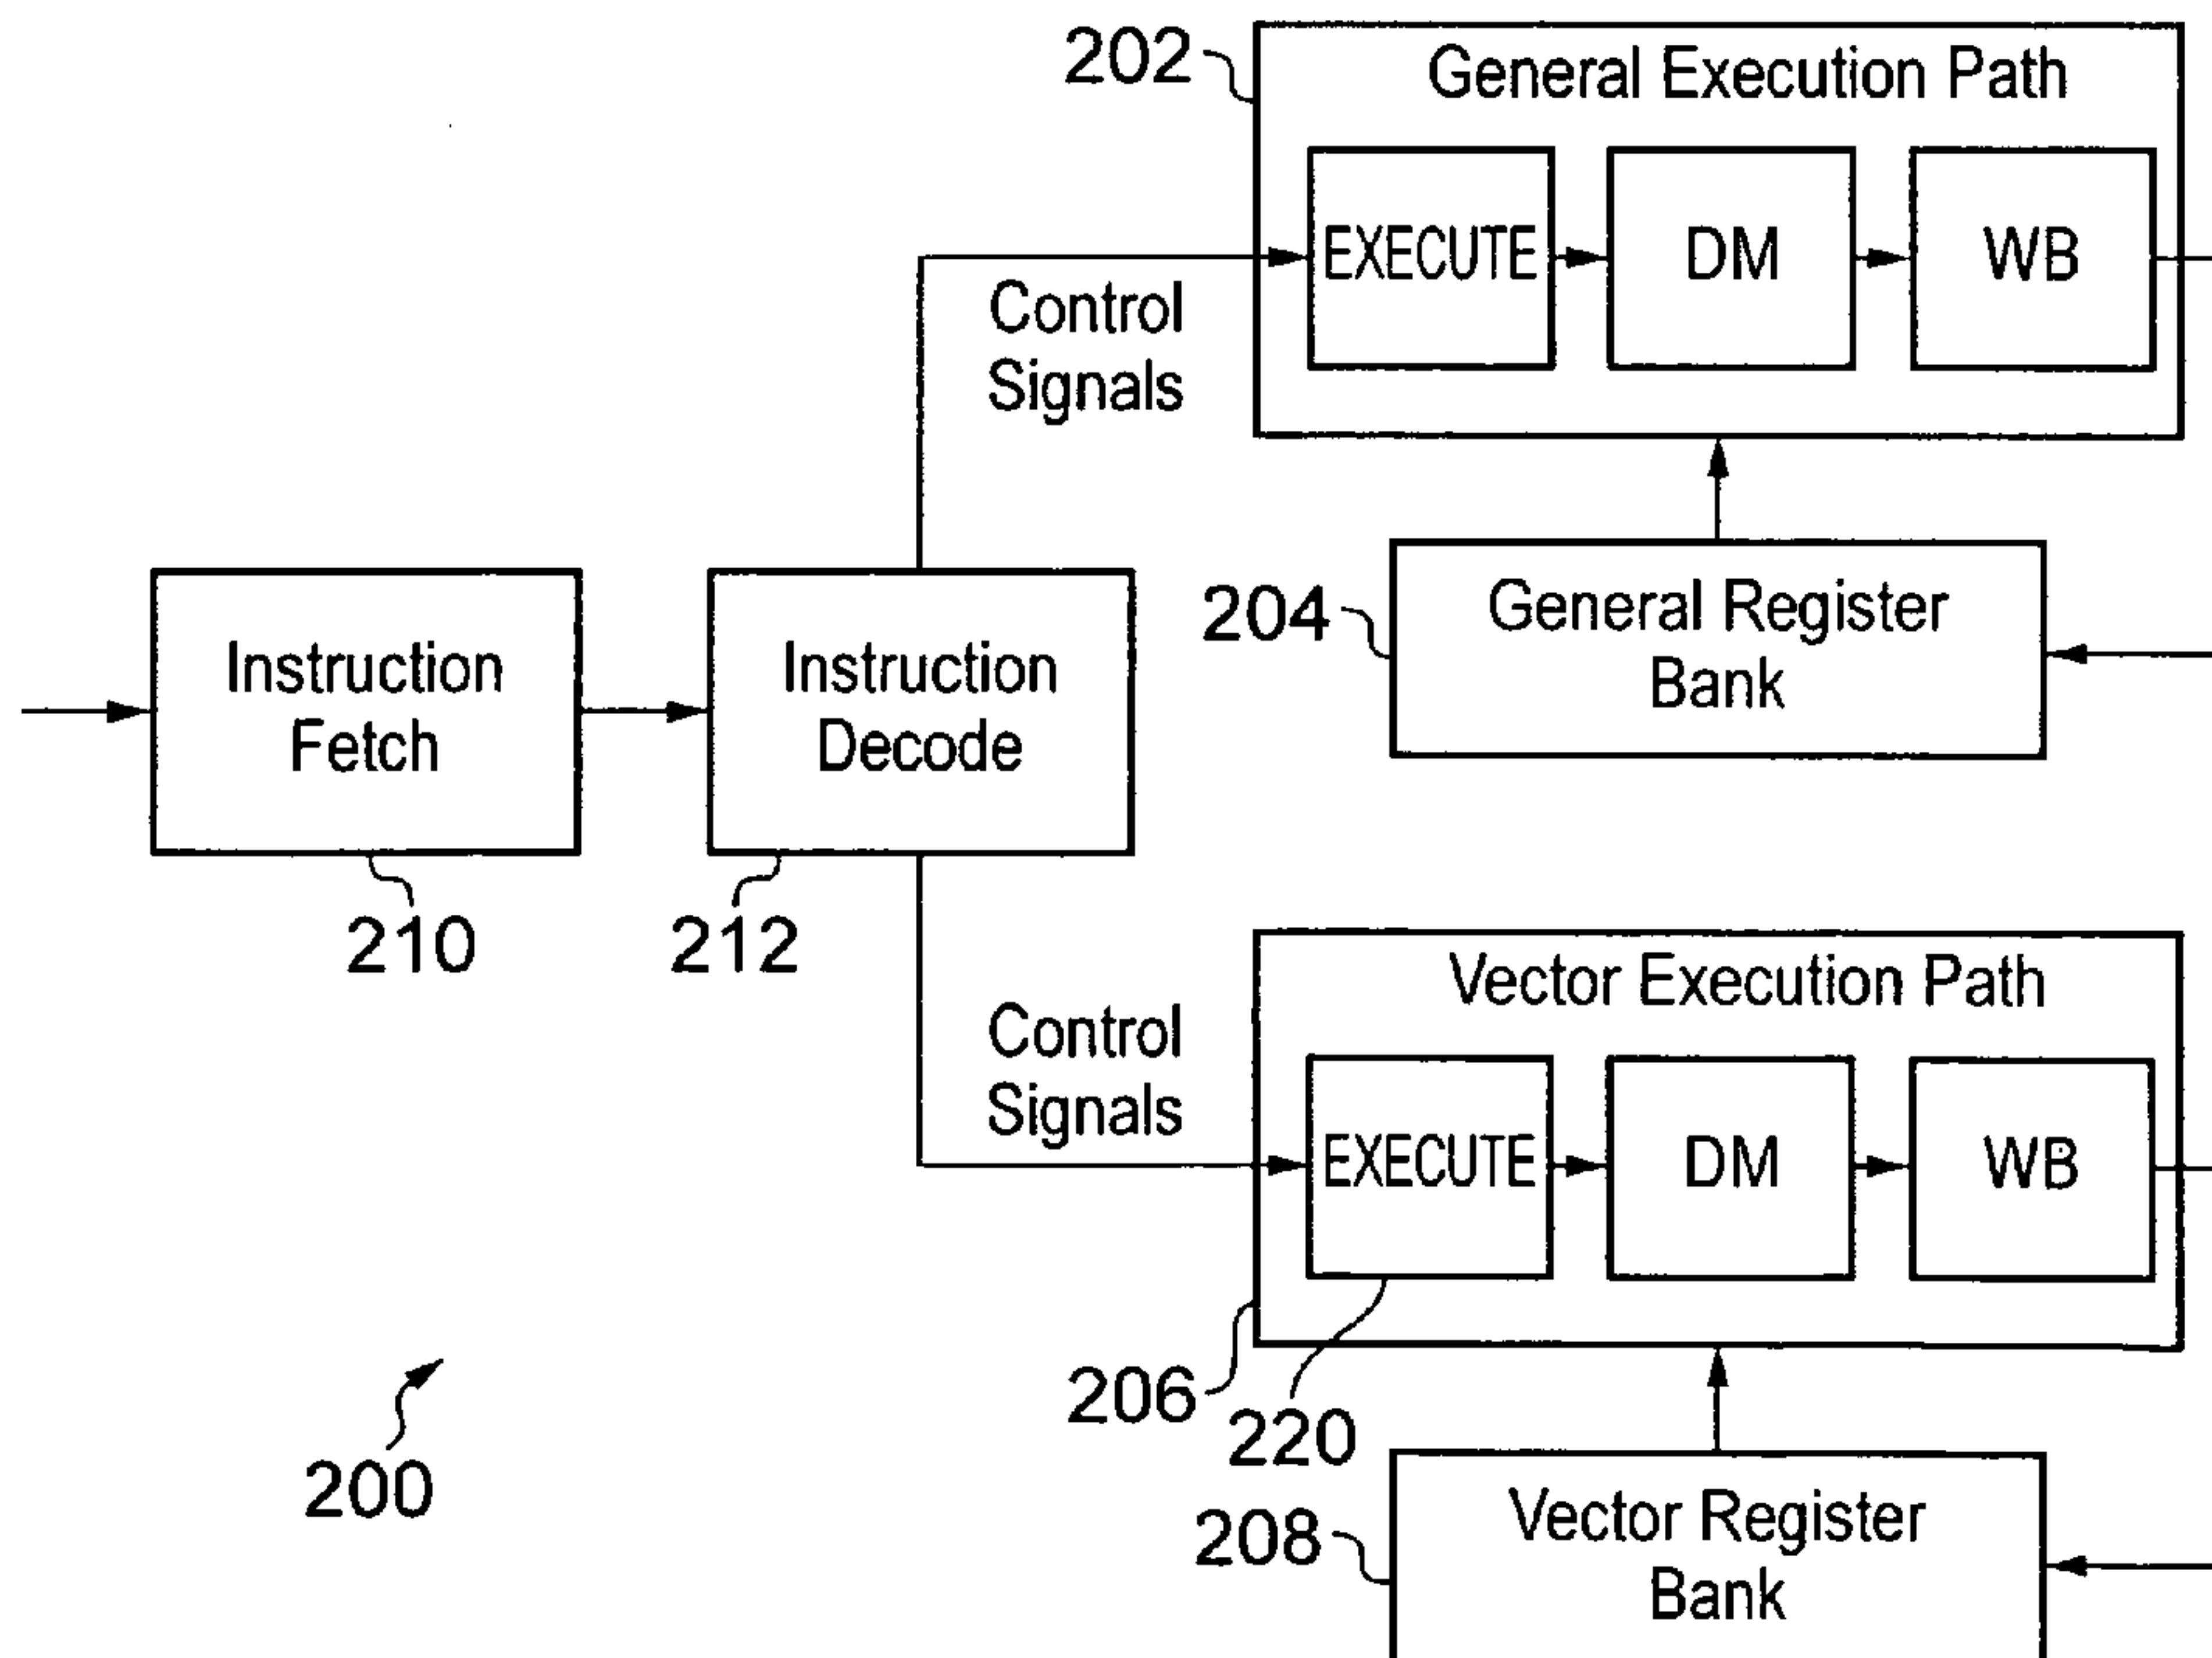 202
General Execution Path
EXECUTE
DM
WB
Control
Signals
204
General Register
Bank
Instruction
Fetch
Instruction
Decode
210
212
Vector Execution Path
Control
Signals
EXECUTE
DM
WB
206
220
200
208
Vector Register
Bank